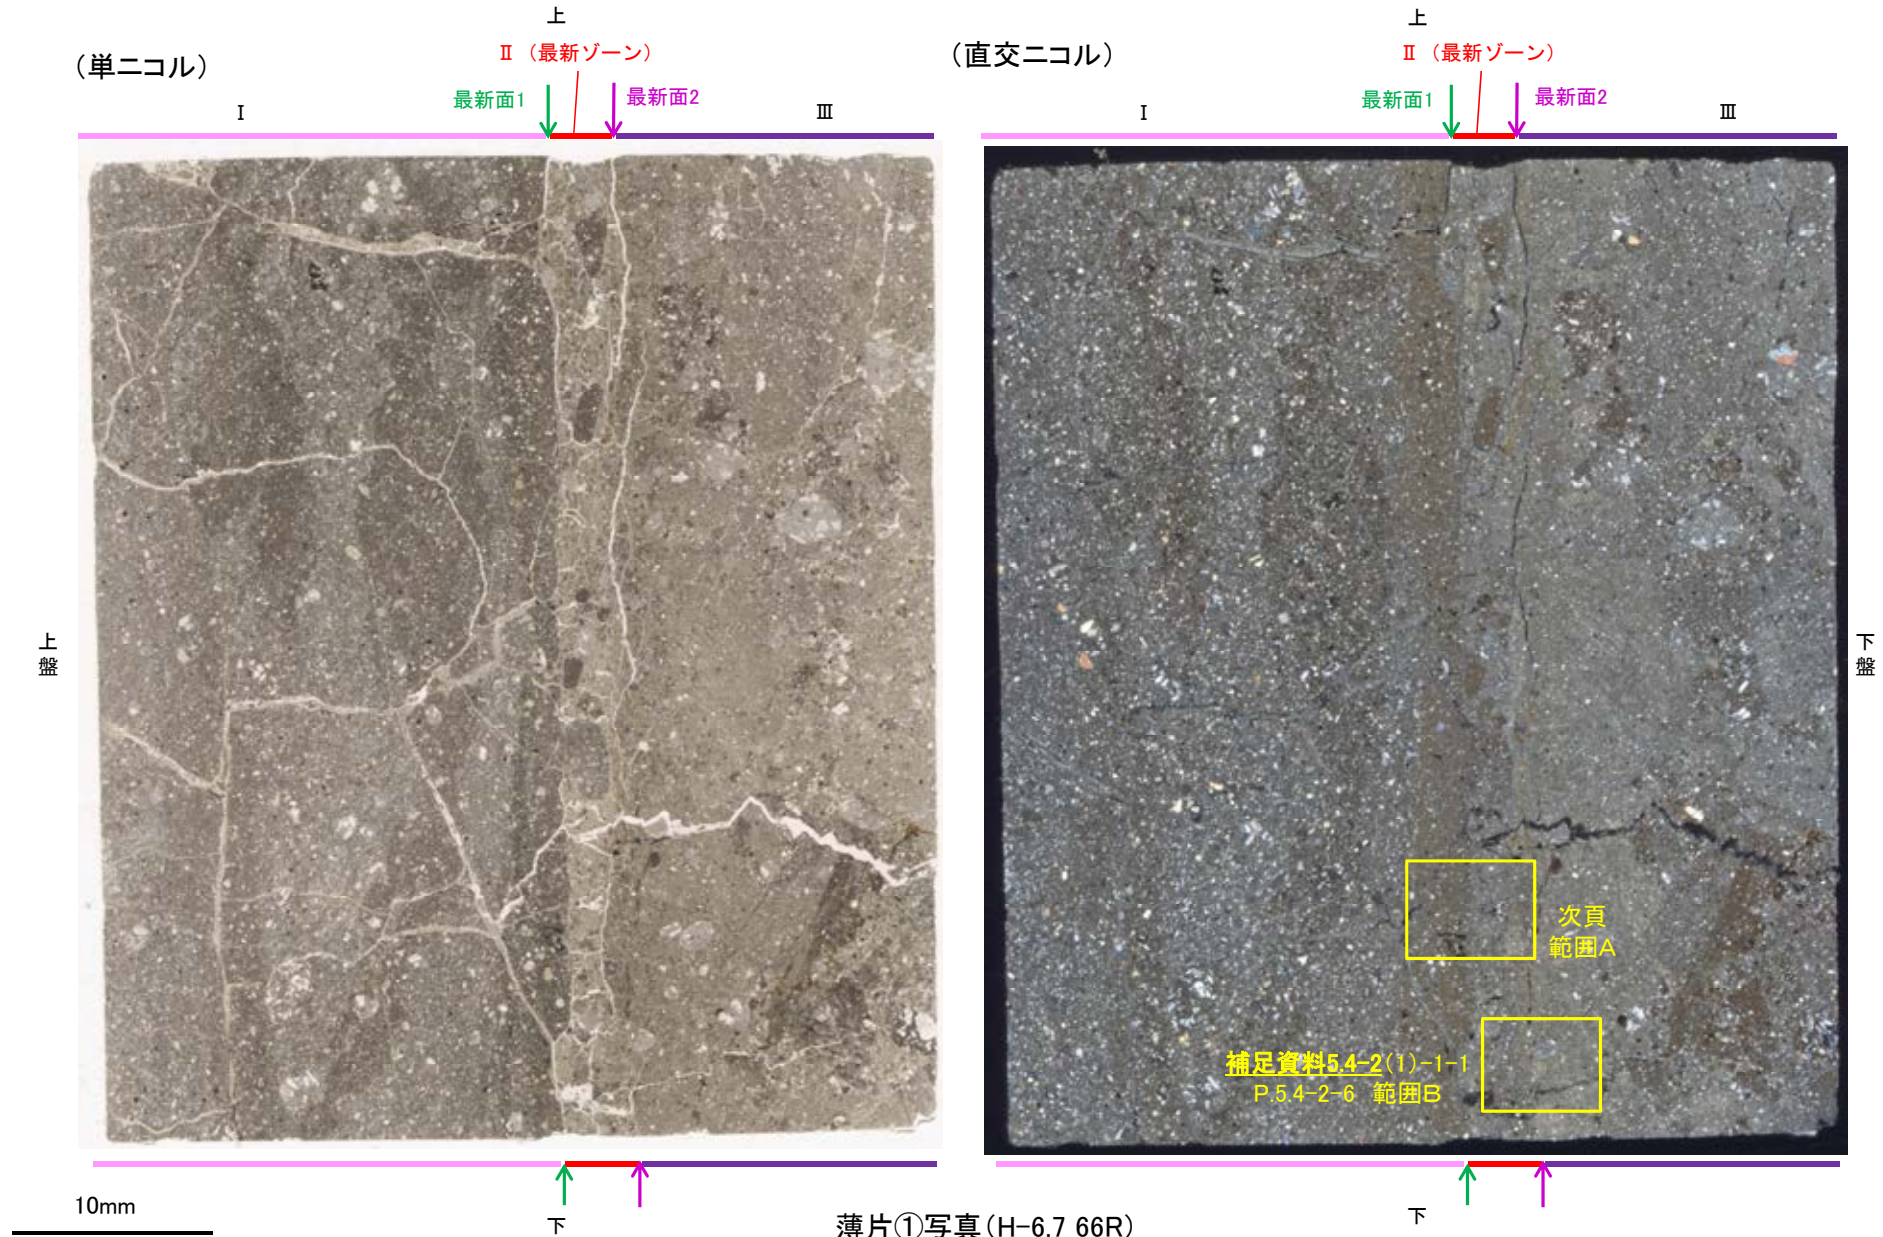 上
(単ニコル)
Ⅱ (最新ゾーン)
最新面1
最新面2
Ⅰ
Ⅲ
上
(直交ニコル)
Ⅱ (最新ゾーン)
最新面1
最新面2
Ⅰ
Ⅲ
上
盤
下
盤
次頁
範囲A
補足資料5.4-2(1)-1-1
P.5.4-2-6 範囲B
10mm
下
薄片①写真(H-6.7 66R)
下